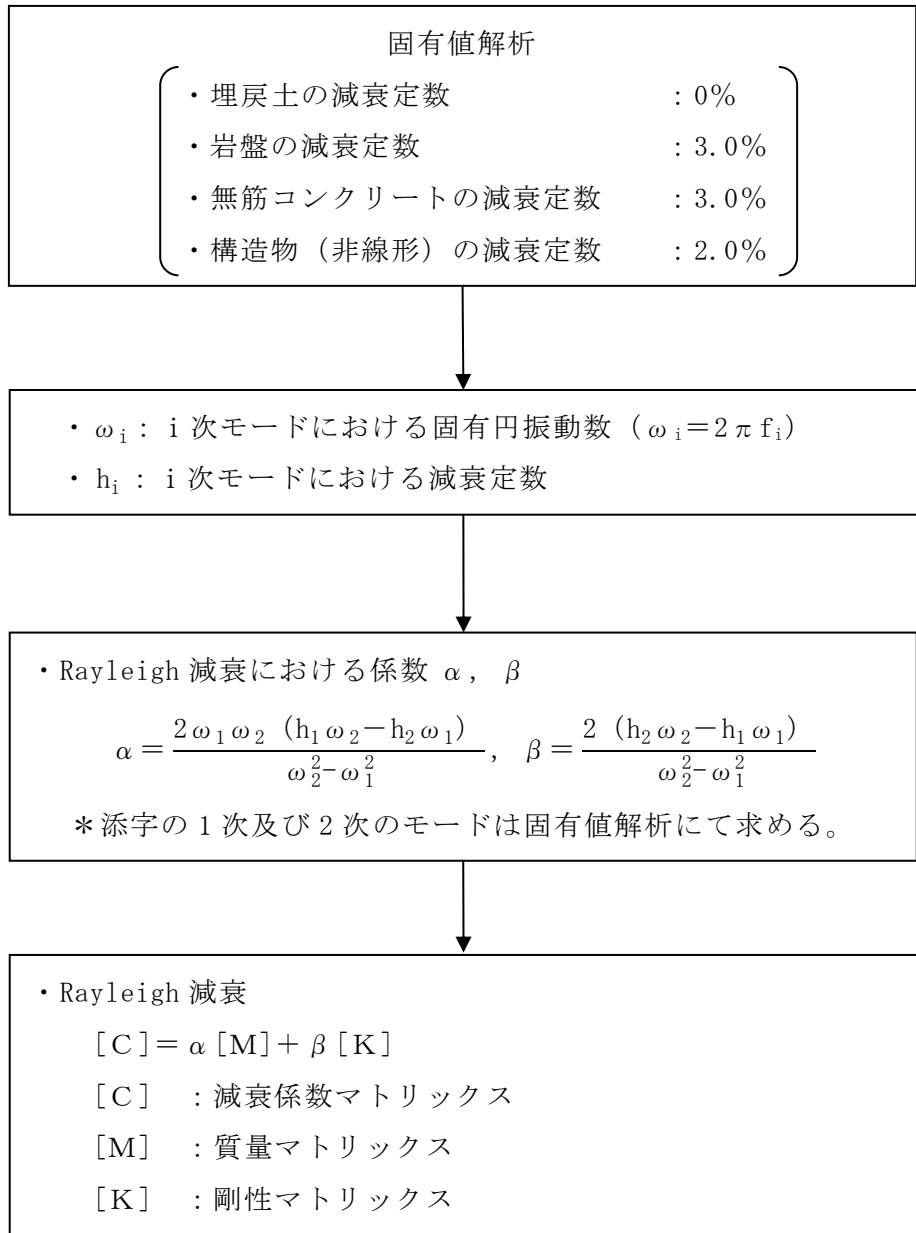 固有値解析
・埋戻土の減衰定数 : 0%
・岩盤の減衰定数 : 3.0%
・無筋コンクリートの減衰定数 : 3.0%
・構造物（非線形）の減衰定数 : 2.0%
・ω_i : i次モードにおける固有円振動数（ω_i＝2πf_i）
・h_i : i次モードにおける減衰定数
・Rayleigh減衰における係数 α, β
α＝2ω_1ω_2（h_1ω_2－h_2ω_1）/ω_2^2-ω_1^2, β＝2（h_2ω_2－h_1ω_1）/ω_2^2-ω_1^2
＊添字の1次及び2次のモードは固有値解析にて求める。
・Rayleigh減衰
[C]＝α[M]＋β[K]
[C] : 減衰係数マトリックス
[M] : 質量マトリックス
[K] : 剛性マトリックス